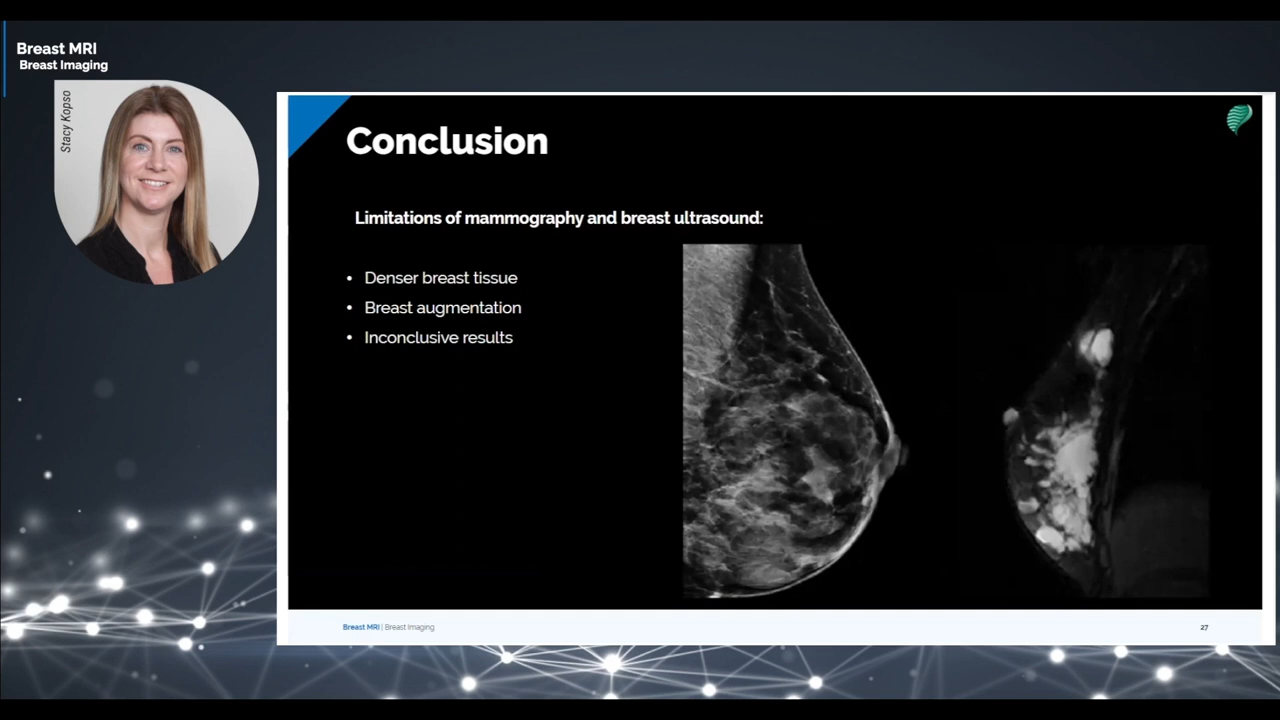 Breast MRI
Breast Imaging
Stacy Kopso
Conclusion
Limitations of mammography and breast ultrasound:
• Denser breast tissue
• Breast augmentation
• Inconclusive results
Breast MRI | Breast Imaging
27